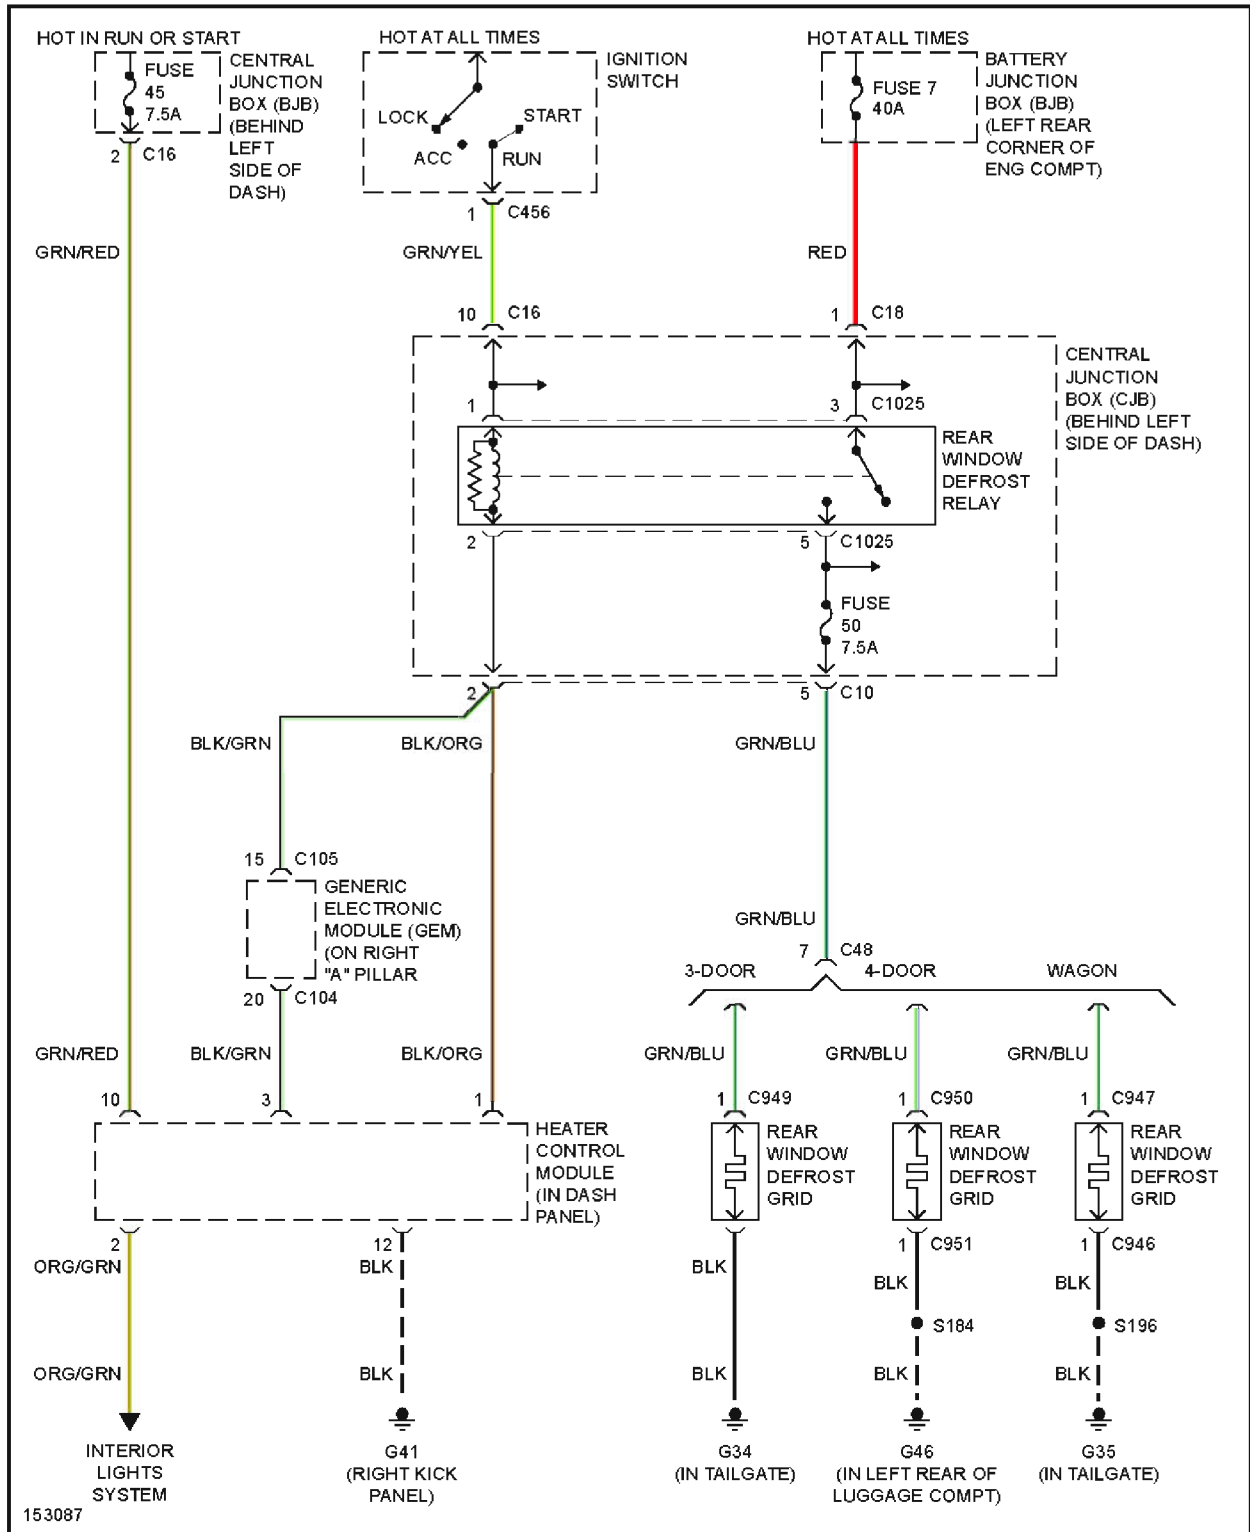 HOT IN RUN OR START
FUSE
45
7.5A
CENTRAL
JUNCTION
BOX (BJB)
(BEHIND
LEFT
SIDE OF
DASH)
2 C16
HOT AT ALL TIMES
IGNITION
SWITCH
LOCK
START
ACC
RUN
1 C456
HOT AT ALL TIMES
FUSE 7
40A
BATTERY
JUNCTION
BOX (BJB)
(LEFT REAR
CORNER OF
ENG COMPT)
GRN/RED
GRN/YEL
RED
10 C16
1 C18
CENTRAL
JUNCTION
BOX (CJB)
(BEHIND LEFT
SIDE OF DASH)
1
3 C1025
REAR
WINDOW
DEFROST
RELAY
2
5 C1025
FUSE
50
7.5A
2
5 C10
BLK/GRN
BLK/ORG
GRN/BLU
15 C105
GENERIC
ELECTRONIC
MODULE (GEM)
(ON RIGHT
"A" PILLAR
20 C104
GRN/BLU
7 C48
3-DOOR
4-DOOR
WAGON
GRN/RED
BLK/GRN
BLK/ORG
GRN/BLU
GRN/BLU
GRN/BLU
10
3
1
1 C949
1 C950
1 C947
HEATER
CONTROL
MODULE
(IN DASH
PANEL)
REAR
WINDOW
DEFROST
GRID
REAR
WINDOW
DEFROST
GRID
REAR
WINDOW
DEFROST
GRID
2
12
1 C951
1 C946
ORG/GRN
BLK
BLK
BLK
BLK
S184
S196
ORG/GRN
BLK
BLK
BLK
BLK
INTERIOR
LIGHTS
SYSTEM
G41
(RIGHT KICK
PANEL)
G34
(IN TAILGATE)
G46
(IN LEFT REAR OF
LUGGAGE COMPT)
G35
(IN TAILGATE)
153087